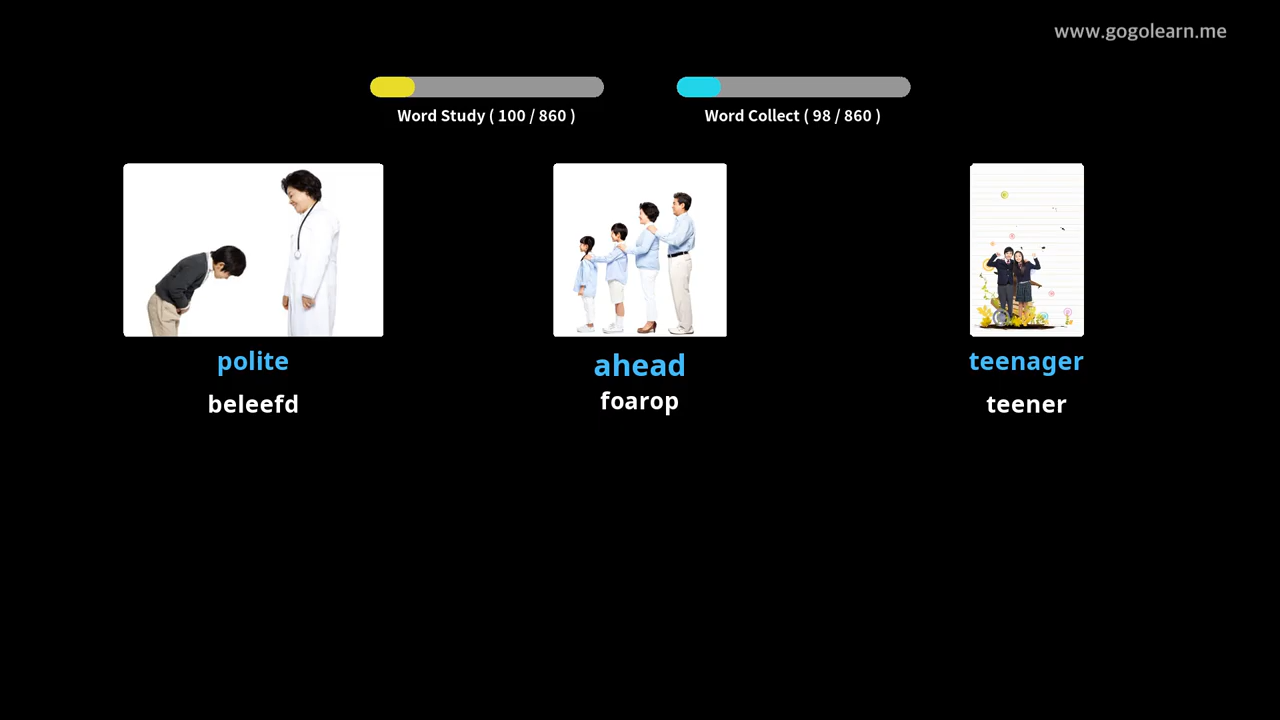 www.gogolearn.me
Word Study ( 100 / 860 )
Word Collect ( 98 / 860 )
polite
beleefd
ahead
foarop
teenager
teener